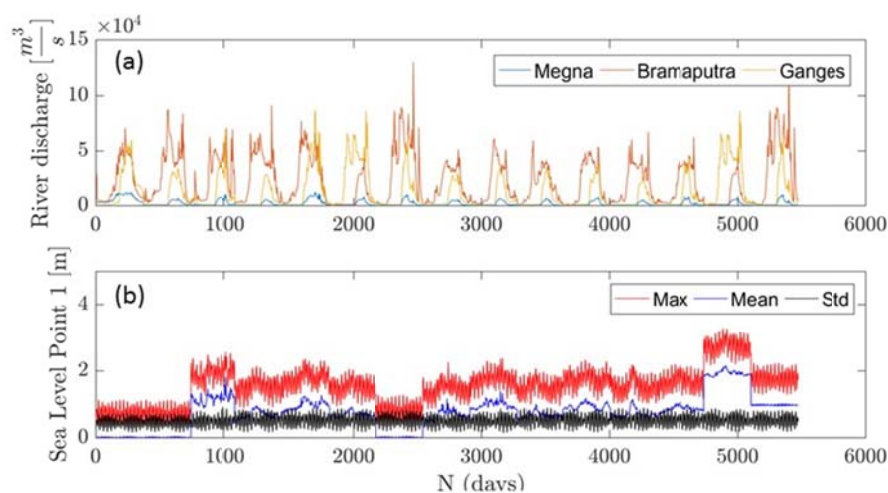 ×10⁴
15
10
5
0
River discharge [m³/s]
(a)
Megna Bramaputra Ganges
0 1000 2000 3000 4000 5000 6000
4
2
0
Sea Level Point 1 [m]
(b)
Max Mean Std
0 1000 2000 3000 4000 5000 6000
N (days)